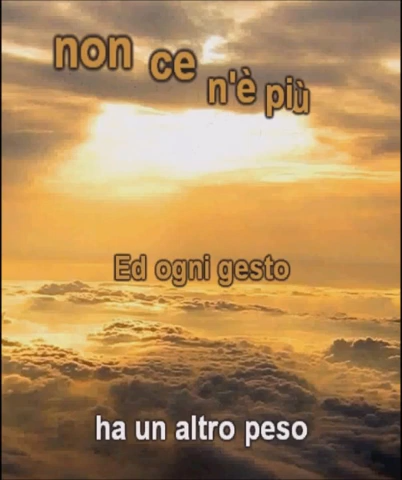 non ce n'è più
Ed ogni gesto
ha un altro peso